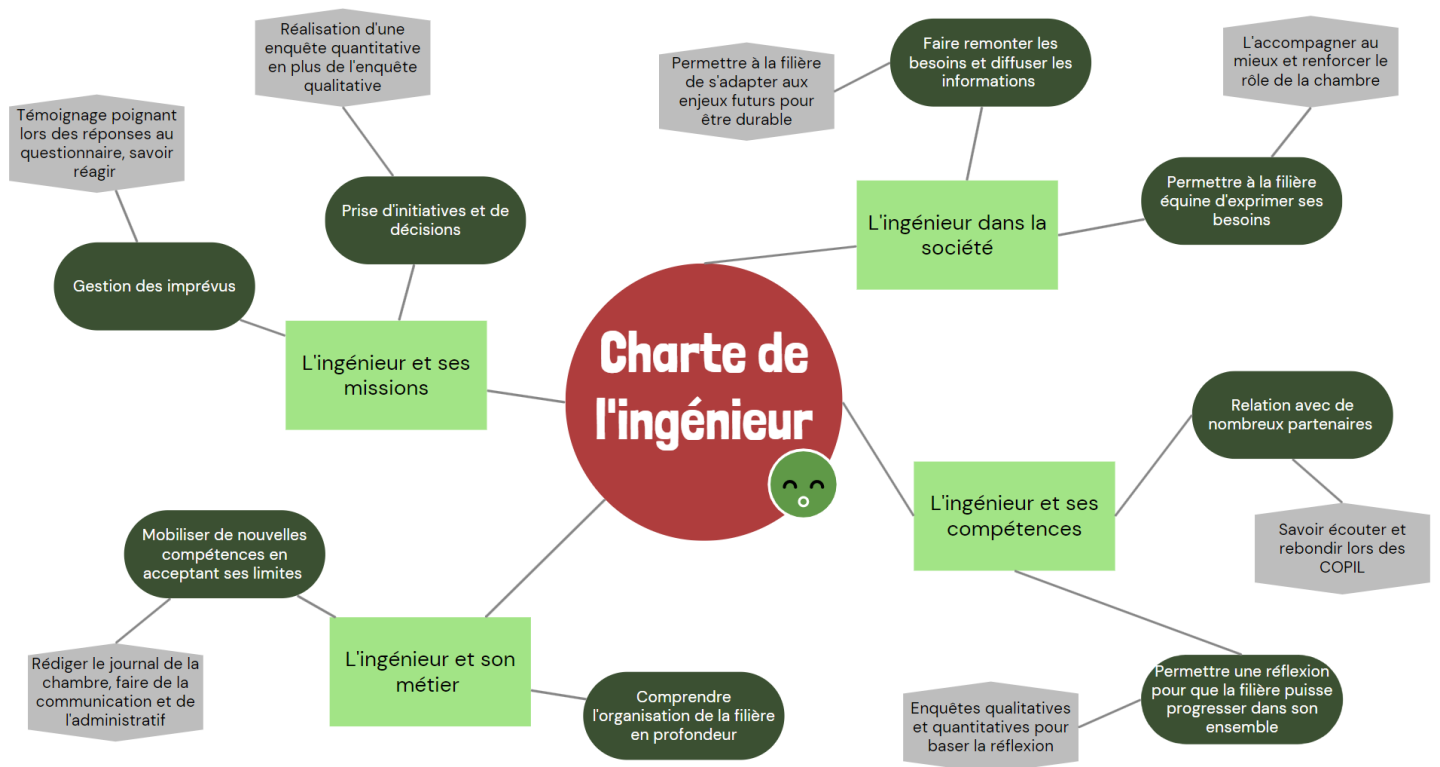 Charte de
l'ingénieur
L'ingénieur et ses
missions
Prise d'initiatives et de
décisions
Réalisation d'une
enquête quantitative
en plus de l'enquête
qualitative
Gestion des imprévus
Témoignage poignant
lors des réponses au
questionnaire, savoir
réagir
L'ingénieur dans la
société
Faire remonter les
besoins et diffuser les
informations
Permettre à la filière
de s'adapter aux
enjeux futurs pour
être durable
Permettre à la filière
équine d'exprimer ses
besoins
L'accompagner au
mieux et renforcer le
rôle de la chambre
L'ingénieur et ses
compétences
Relation avec de
nombreux partenaires
Savoir écouter et
rebondir lors des
COPIL
Permettre une réflexion
pour que la filière puisse
progresser dans son
ensemble
Enquêtes qualitatives
et quantitatives pour
baser la réflexion
L'ingénieur et son
métier
Mobiliser de nouvelles
compétences en
acceptant ses limites
Rédiger le journal de la
chambre, faire de la
communication et de
l'administratif
Comprendre
l'organisation de la filière
en profondeur